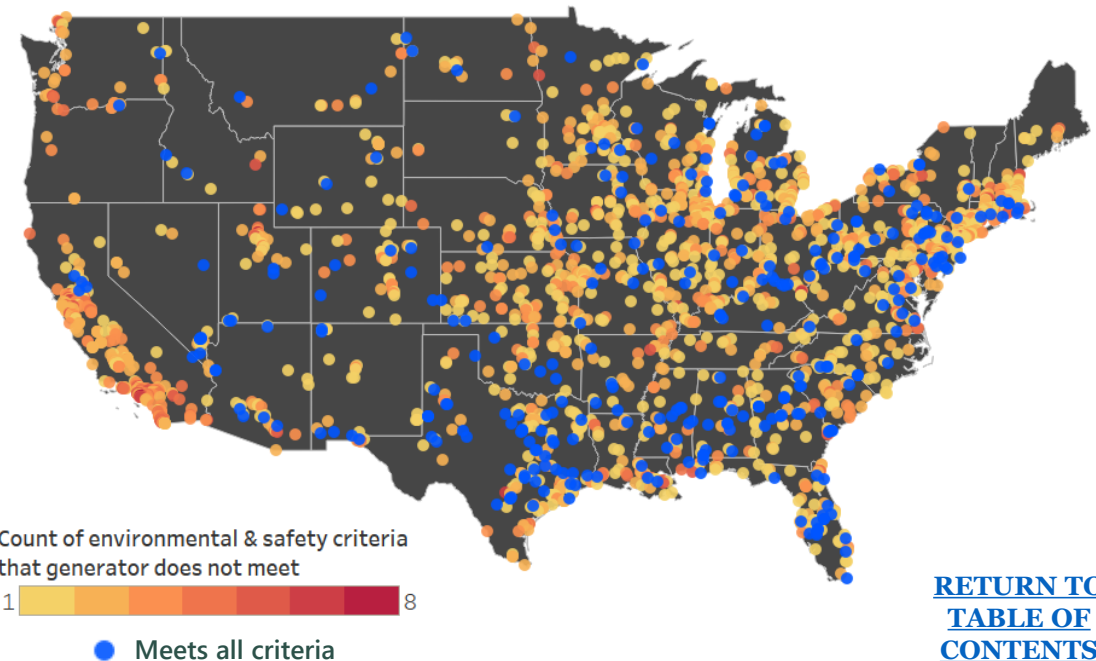 Count of environmental & safety criteria
that generator does not meet
1 8
Meets all criteria
RETURN TO
TABLE OF
CONTENTS